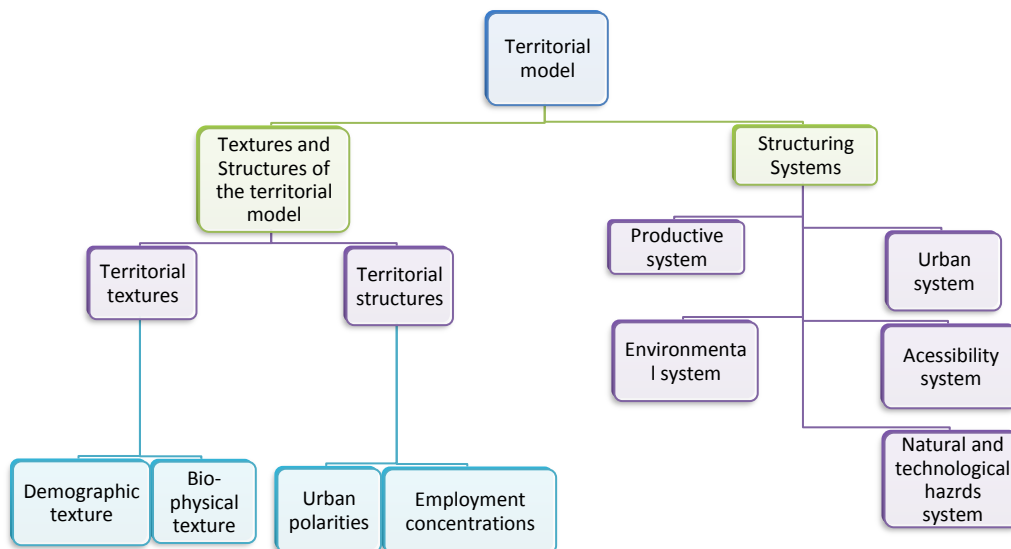 Territorial
model
Textures and
Structures of
the territorial
model
Structuring
Systems
Territorial
textures
Territorial
structures
Productive
system
Urban
system
Environmenta
l system
Acessibility
system
Natural and
technological
hazrds
system
Demographic
texture
Bio-
physical
texture
Urban
polarities
Employment
concentrations